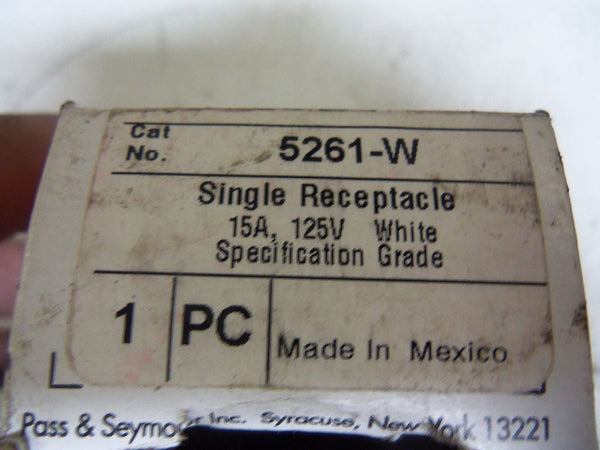 Cat
No. 5261-W
Single Receptacle
15A, 125V White
Specification Grade
1 PC Made In Mexico
Pass & Seymour Inc. Syracuse, New York 13221